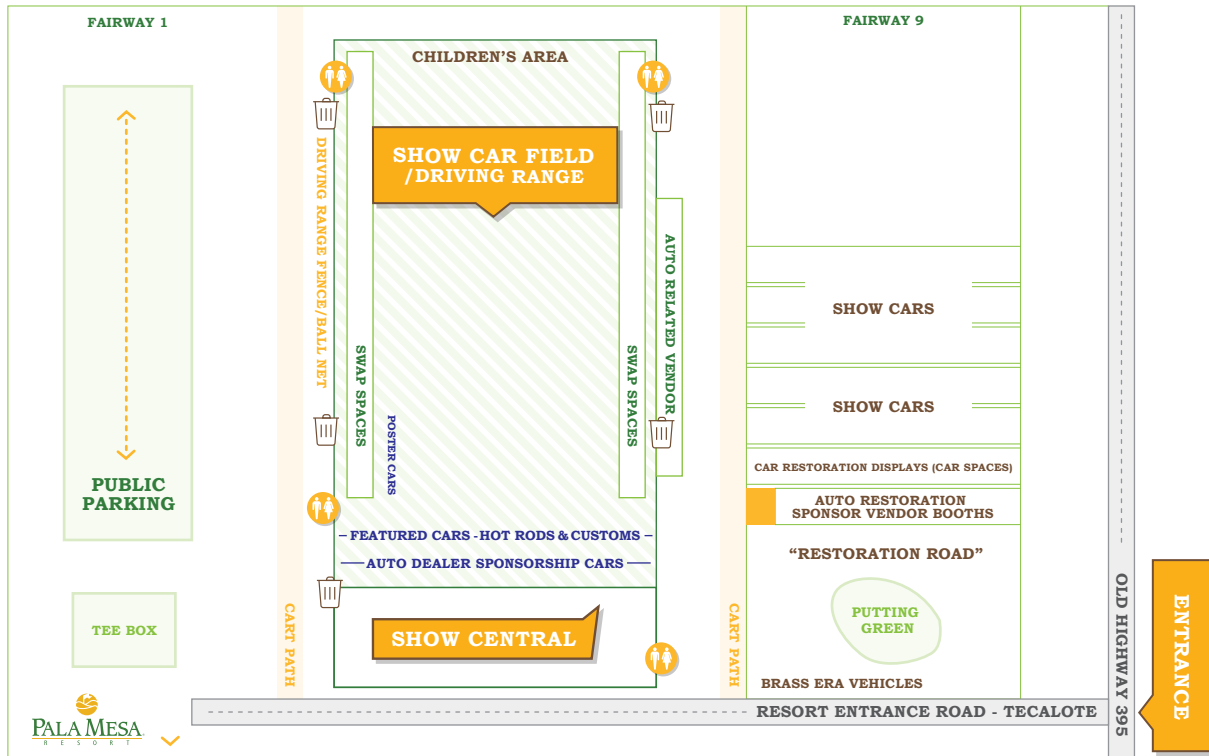 FAIRWAY 1
FAIRWAY 9
CHILDREN'S AREA
SHOW CAR FIELD
/DRIVING RANGE
DRIVING RANGE FENCE/BALL NET
SWAP SPACES
POSTER CARS
SWAP SPACES
AUTO RELATED VENDOR
SHOW CARS
SHOW CARS
CAR RESTORATION DISPLAYS (CAR SPACES)
AUTO RESTORATION
SPONSOR VENDOR BOOTHS
PUBLIC
PARKING
FEATURED CARS - HOT RODS & CUSTOMS
AUTO DEALER SPONSORSHIP CARS
“RESTORATION ROAD”
TEE BOX
CART PATH
SHOW CENTRAL
CART PATH
PUTTING
GREEN
BRASS ERA VEHICLES
OLD HIGHWAY 395
ENTRANCE
RESORT ENTRANCE ROAD - TECALOTE
PALA MESA
RESORT